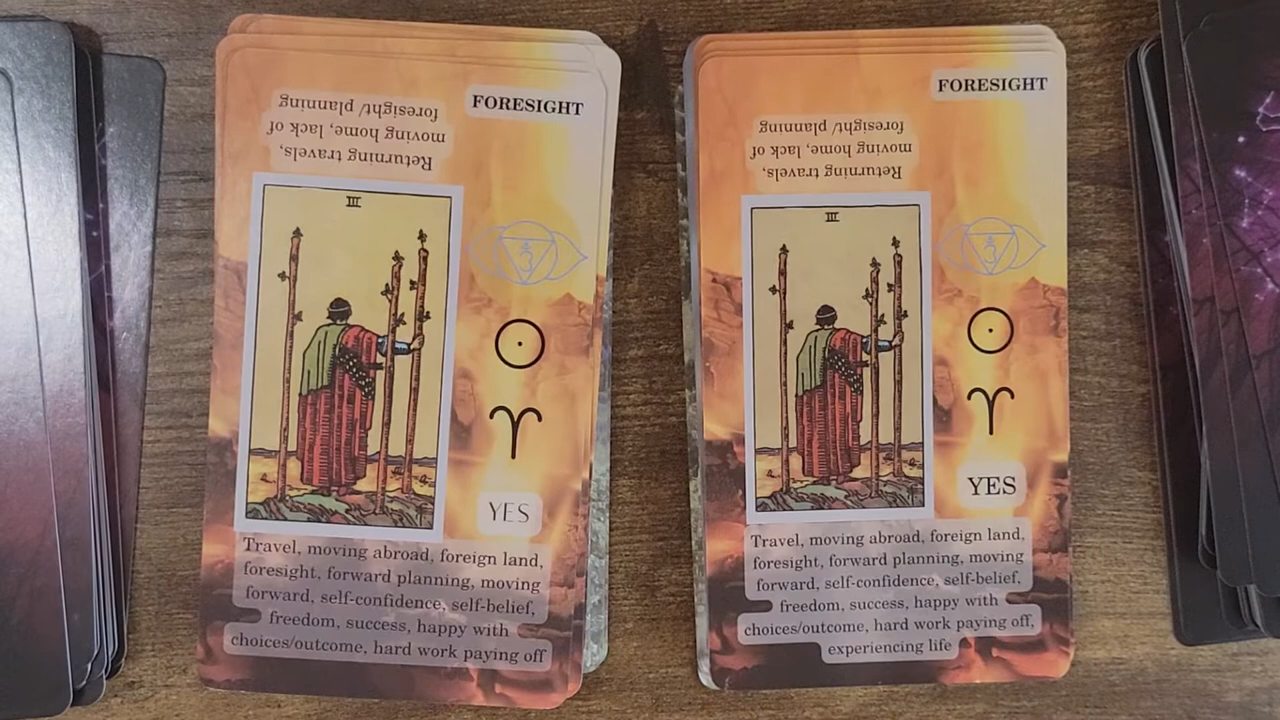 FORESIGHT
Returning travels,
moving home, lack of
foresight/ planning
III
YES
Travel, moving abroad, foreign land,
foresight, forward planning, moving
forward, self-confidence, self-belief,
freedom, success, happy with
choices/outcome, hard work paying off
FORESIGHT
Returning travels,
moving home, lack of
foresight/ planning
III
YES
Travel, moving abroad, foreign land,
foresight, forward planning, moving
forward, self-confidence, self-belief,
freedom, success, happy with
choices/outcome, hard work paying off,
experiencing life